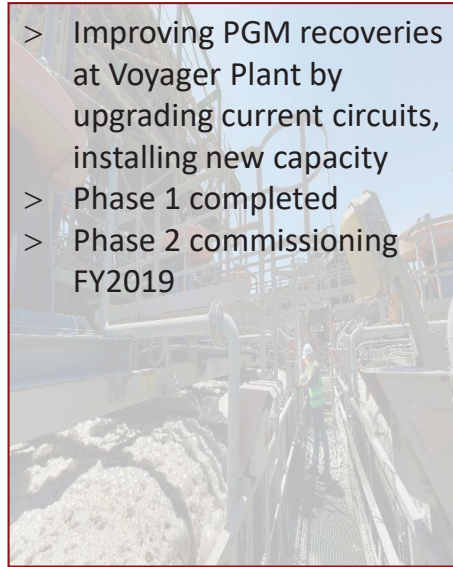 > Improving PGM recoveries
at Voyager Plant by
upgrading current circuits,
installing new capacity
> Phase 1 completed
> Phase 2 commissioning
FY2019